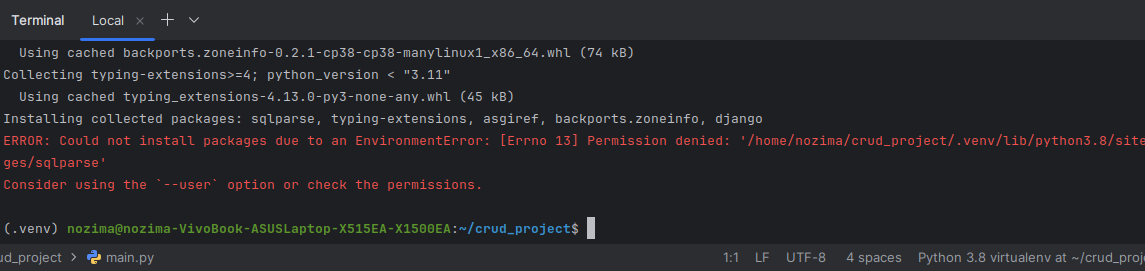 Terminal Local × +
Using cached backports.zoneinfo-0.2.1-cp38-cp38-manylinux1_x86_64.whl (74 kB)
Collecting typing-extensions>=4; python_version < "3.11"
Using cached typing_extensions-4.13.0-py3-none-any.whl (45 kB)
Installing collected packages: sqlparse, typing-extensions, asgiref, backports.zoneinfo, django
ERROR: Could not install packages due to an EnvironmentError: [Errno 13] Permission denied: '/home/nozima/crud_project/.venv/lib/python3.8/site
ges/sqlparse'
Consider using the `--user` option or check the permissions.
(.venv) nozima@nozima-VivoBook-ASUSLaptop-X515EA-X1500EA:~/crud_project$
ud_project > main.py 1:1 LF UTF-8 4 spaces Python 3.8 virtualenv at ~/crud_proj